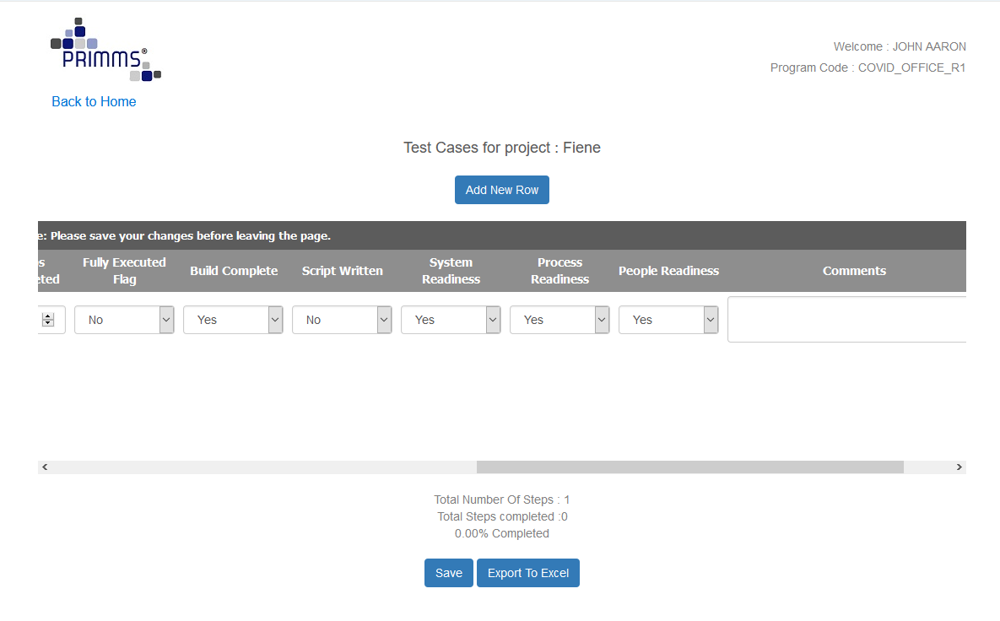 PRIMMS®
Welcome : JOHN AARON
Program Code : COVID_OFFICE_R1
Back to Home
Test Cases for project : Fiene
Add New Row
e: Please save your changes before leaving the page.
s
eted
Fully Executed
Flag
Build Complete
Script Written
System
Readiness
Process
Readiness
People Readiness
Comments
No
Yes
No
Yes
Yes
Yes
Total Number Of Steps : 1
Total Steps completed :0
0.00% Completed
Save
Export To Excel